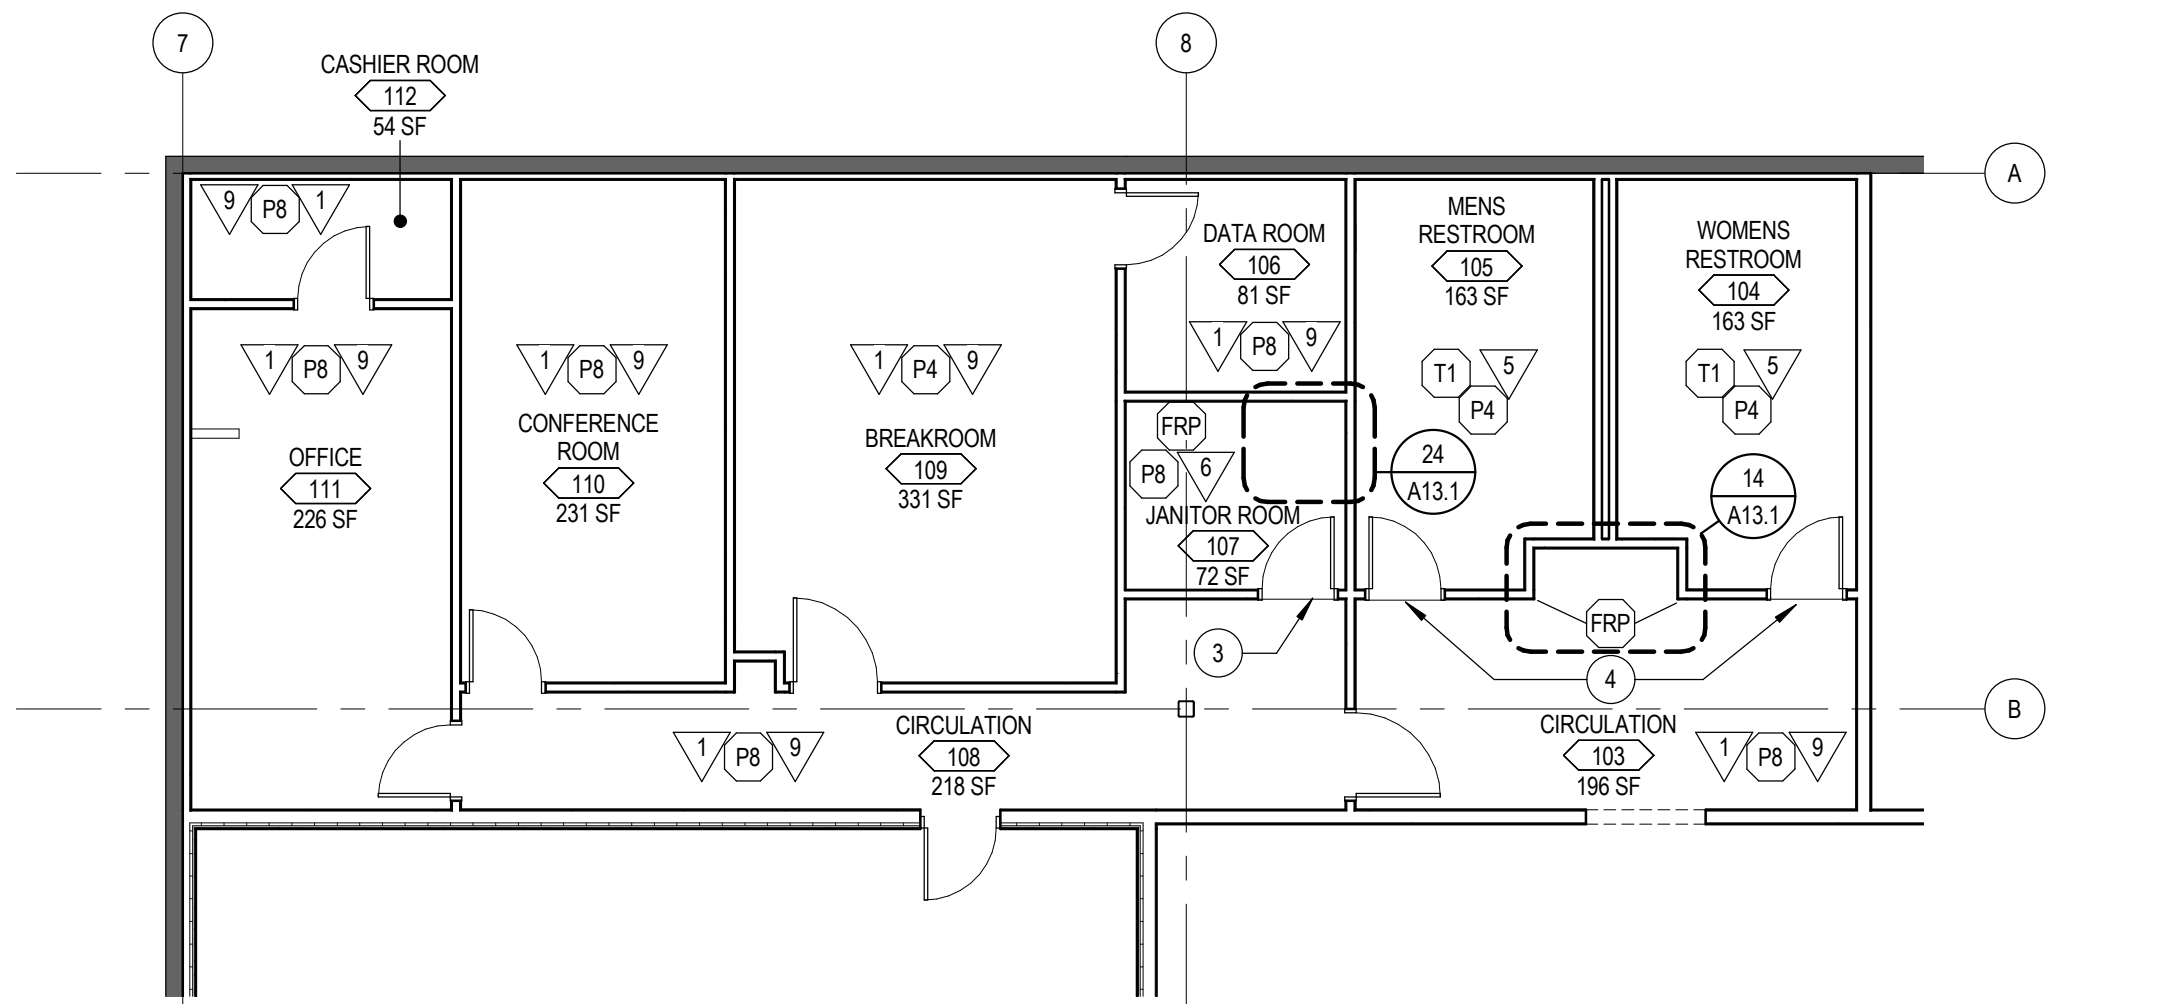 7
8
CASHIER ROOM
112
54 SF
A
9
P8
1
DATA ROOM
106
81 SF
MENS
RESTROOM
105
163 SF
WOMENS
RESTROOM
104
163 SF
1
P8
9
1
P8
9
1
P4
9
1
P8
9
T1
5
P4
T1
5
P4
OFFICE
111
226 SF
CONFERENCE
ROOM
110
231 SF
BREAKROOM
109
331 SF
FRP
P8
6
JANITOR ROOM
107
72 SF
24
A13.1
14
A13.1
FRP
3
4
B
1
P8
9
CIRCULATION
108
218 SF
CIRCULATION
103
196 SF
1
P8
9